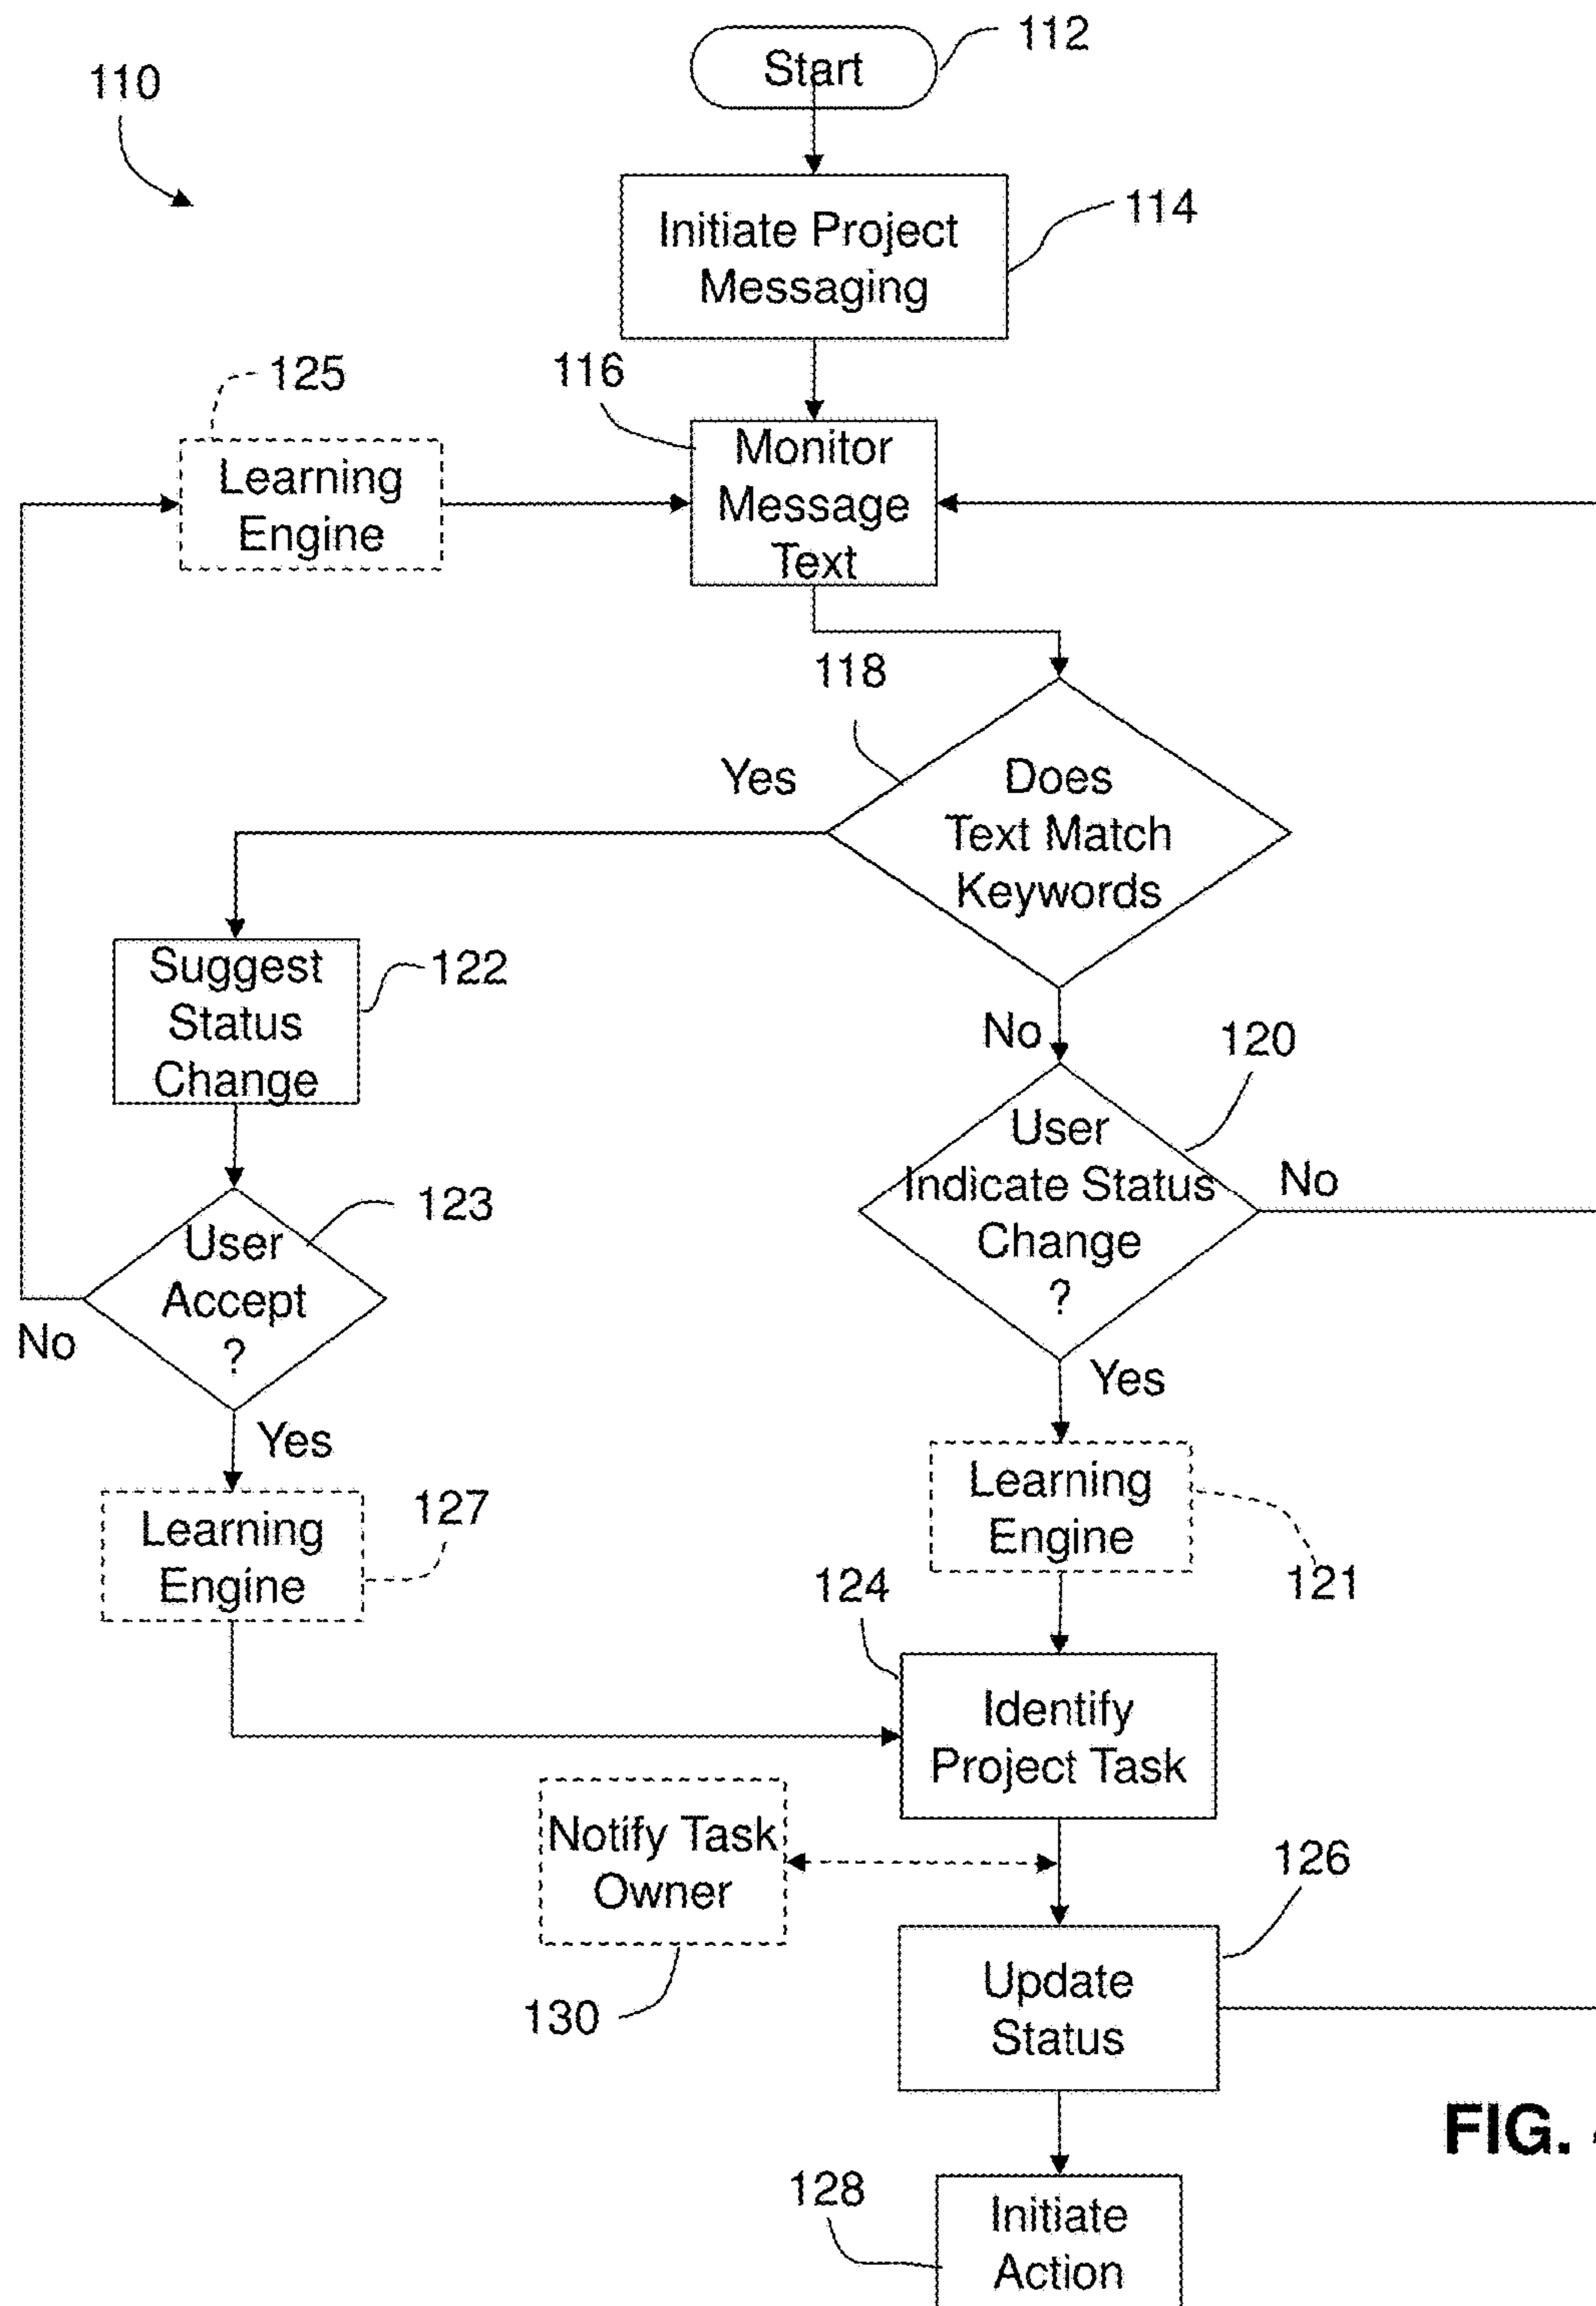 112
Start
110
114
Initiate Project
Messaging
116
125
Monitor
Message
Text
Learning
Engine
118
Yes
Does
Text Match
Keywords
Suggest
Status
Change
122
No
120
User
Indicate Status
Change
?
No
123
User
Accept
?
No
Yes
Yes
Learning
Engine
127
Learning
Engine
121
124
Identify
Project Task
Notify Task
Owner
130
126
Update
Status
FIG.
128
Initiate
Action